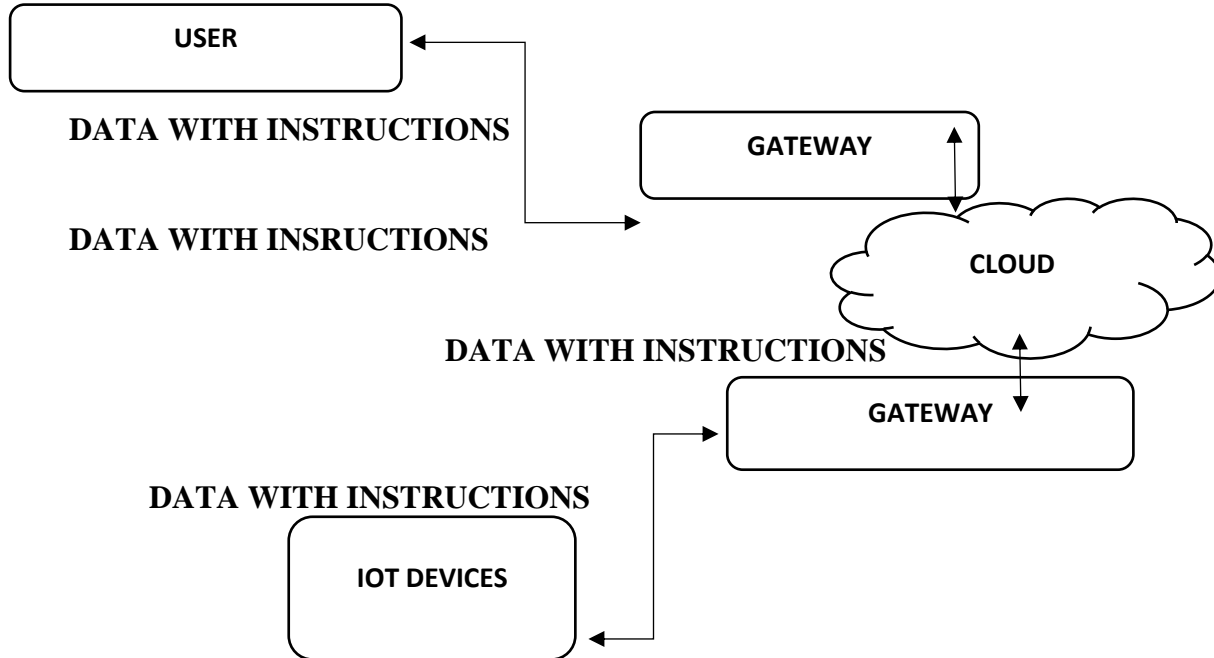 USER
DATA WITH INSTRUCTIONS
GATEWAY
DATA WITH INSRUCTIONS
CLOUD
DATA WITH INSTRUCTIONS
GATEWAY
DATA WITH INSTRUCTIONS
IOT DEVICES